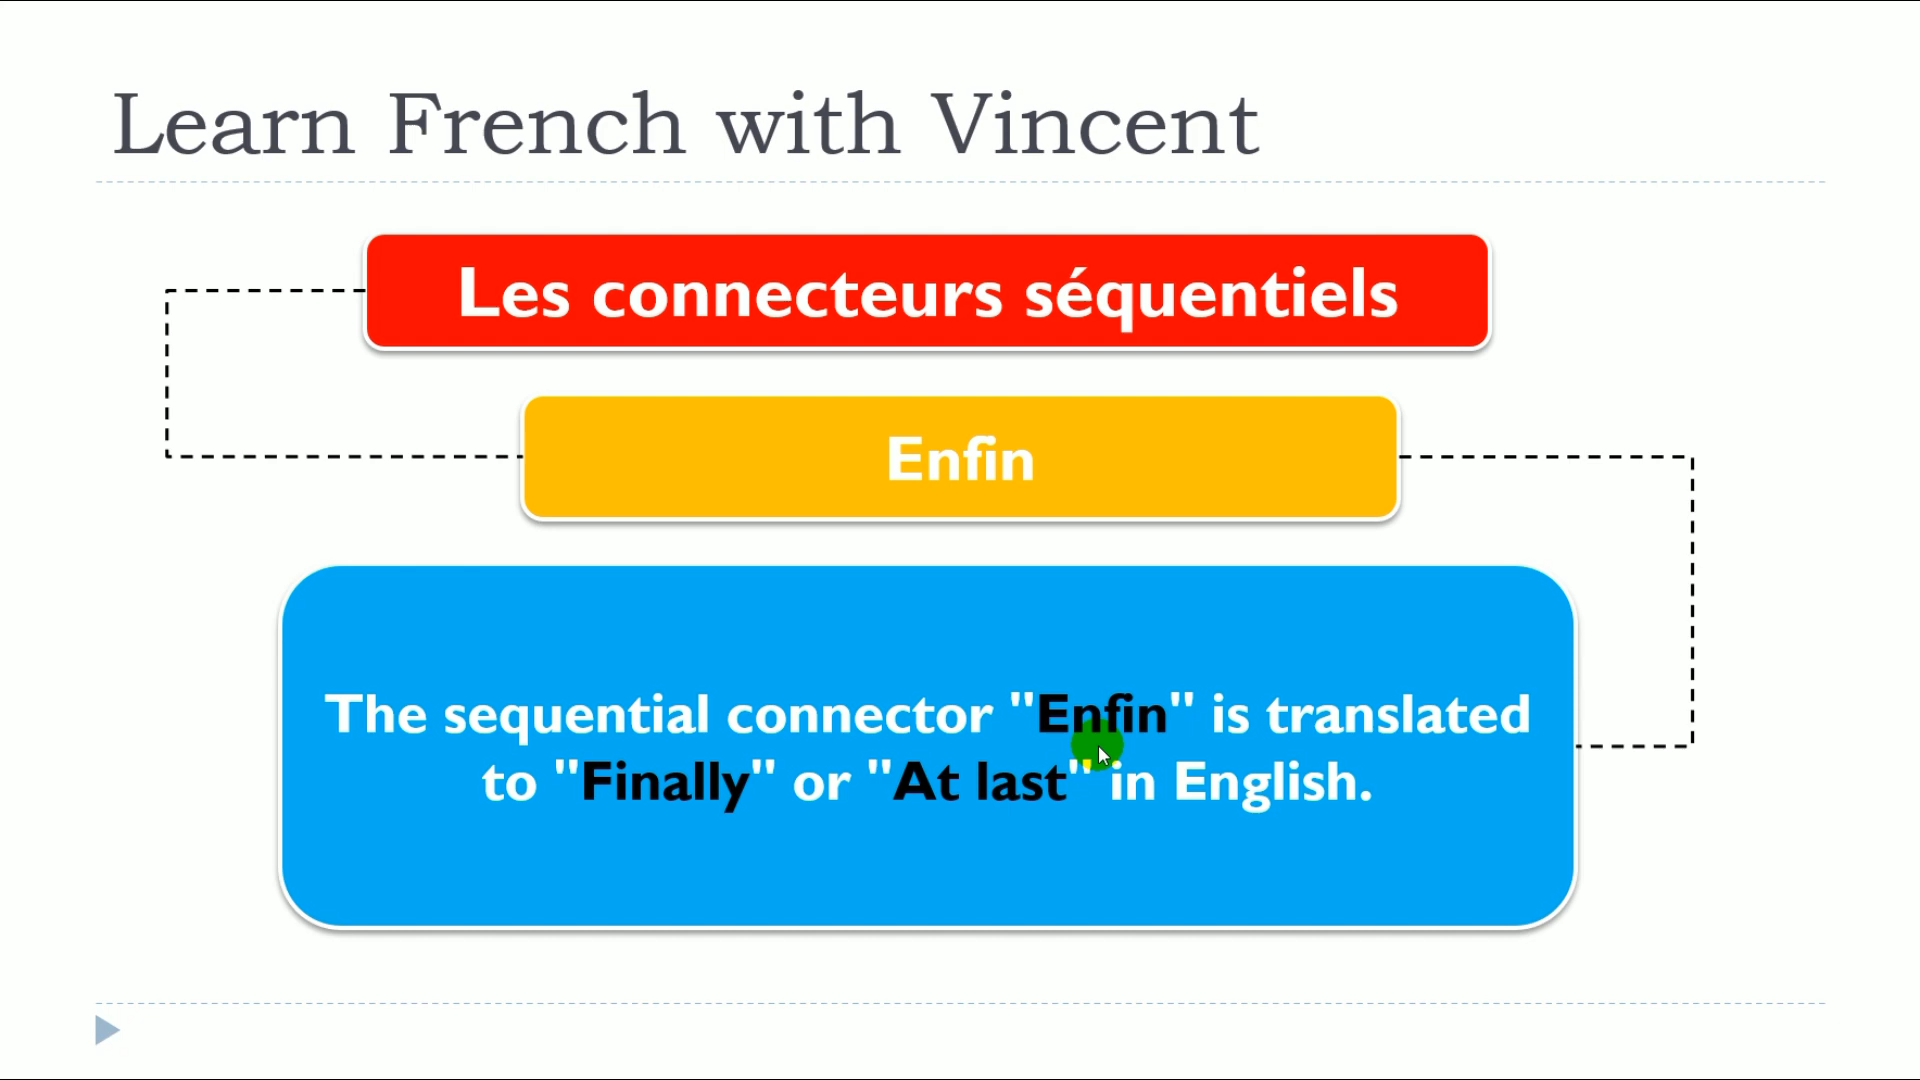 Learn French with Vincent
Les connecteurs séquentiels
Enfin
The sequential connector "Enfin" is translated
to "Finally" or "At last" in English.